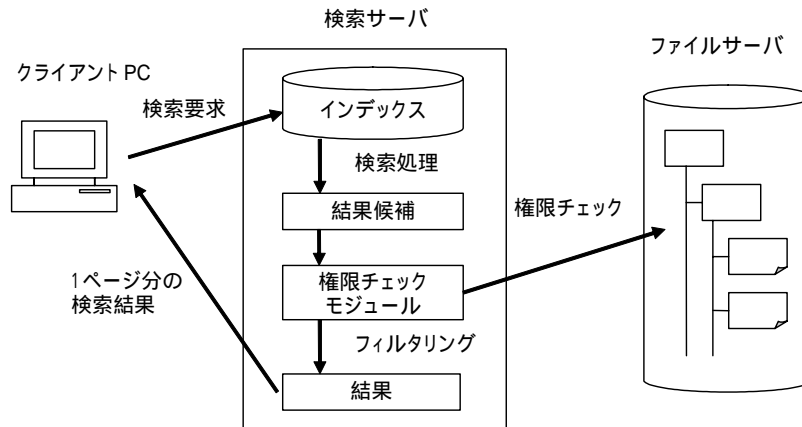 検索サーバ
ファイルサーバ
クライアント PC
検索要求
インデックス
検索処理
結果候補
権限チェック
権限チェック
モジュール
1ページ分の
検索結果
フィルタリング
結果